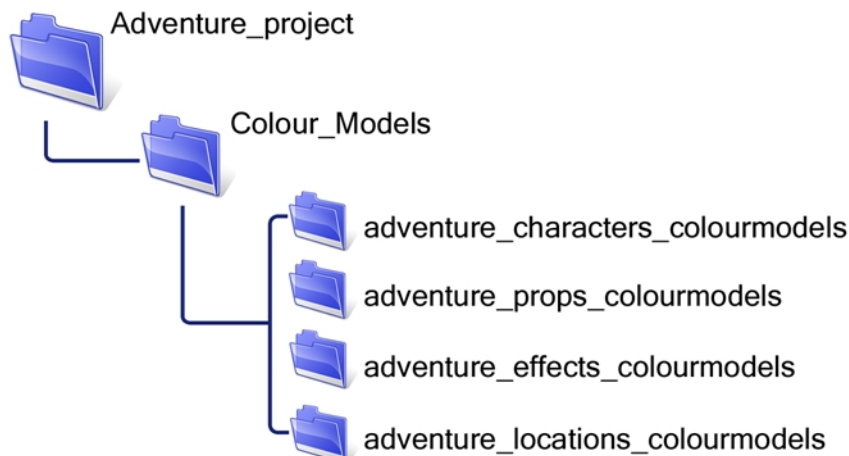 Adventure_project
Colour_Models
adventure_characters_colourmodels
adventure_props_colourmodels
adventure_effects_colourmodels
adventure_locations_colourmodels